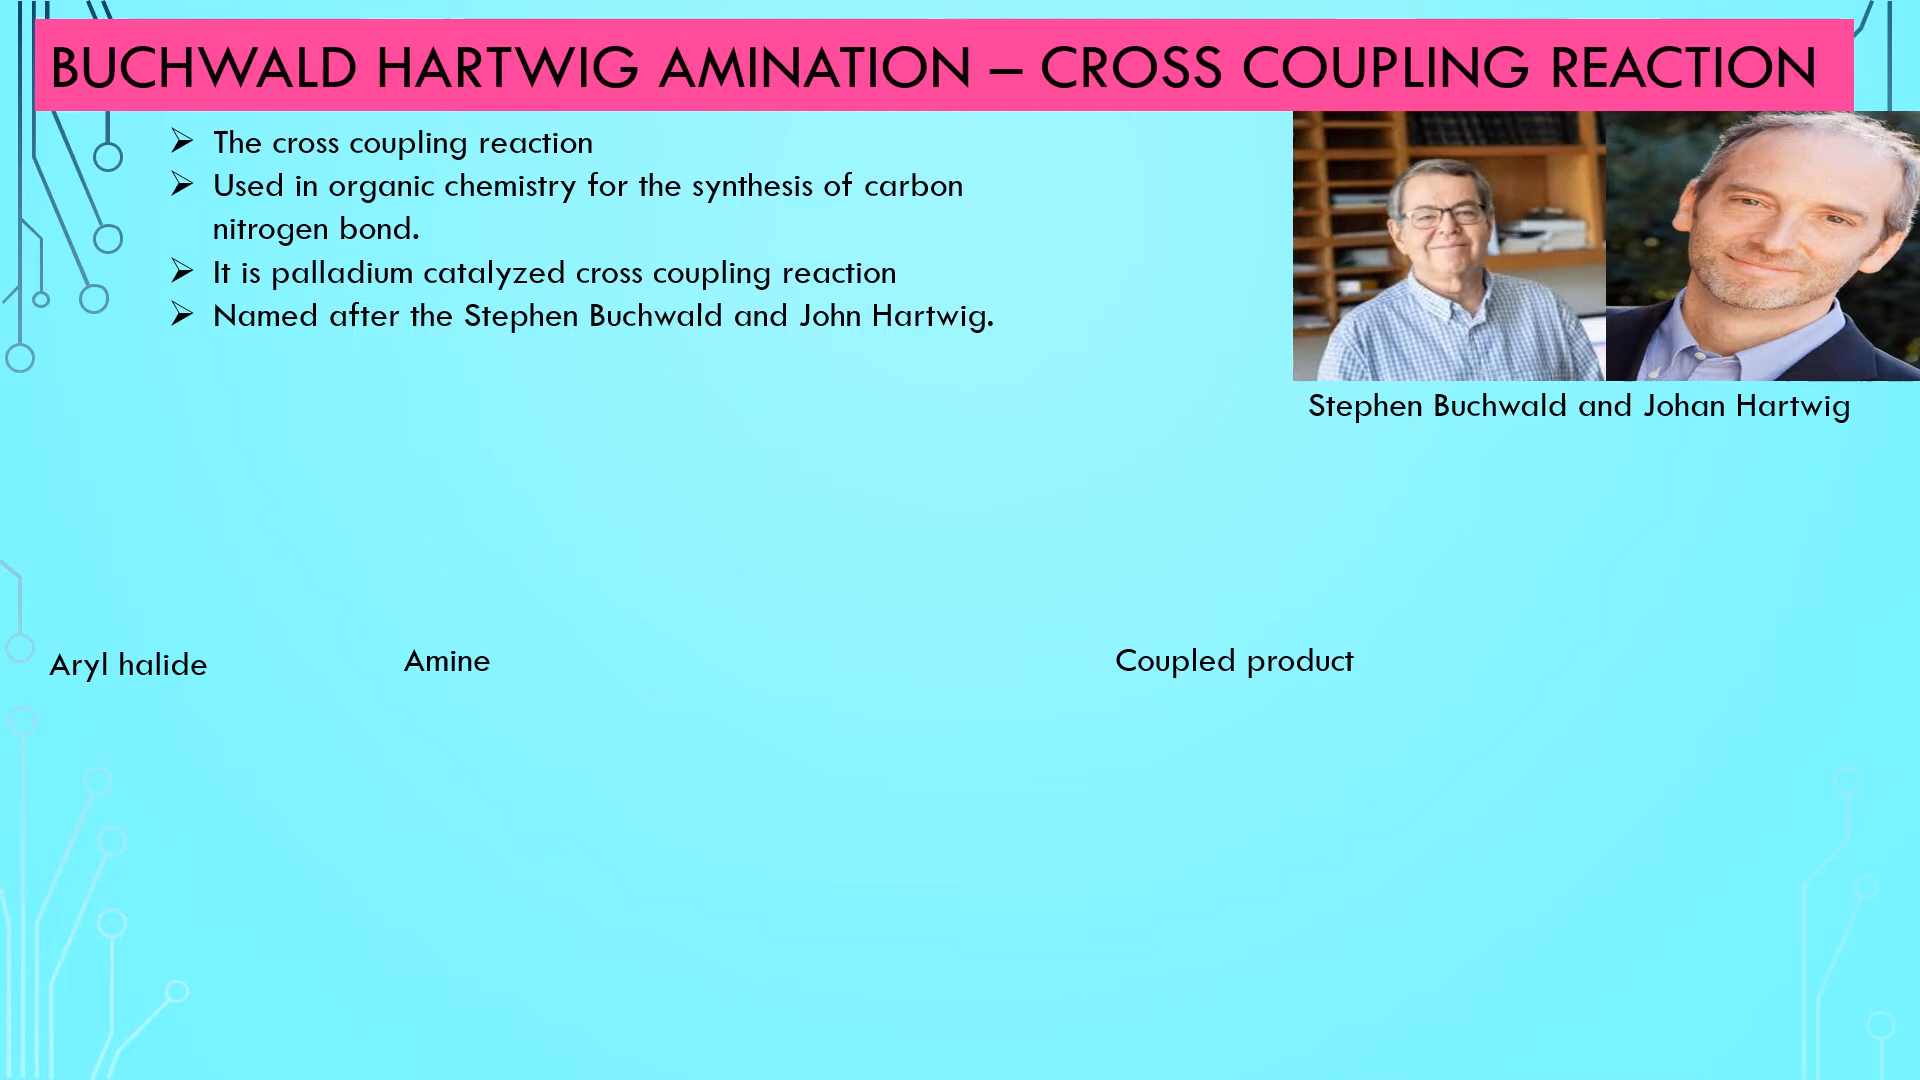 BUCHWALD HARTWIG AMINATION – CROSS COUPLING REACTION
➢ The cross coupling reaction
➢ Used in organic chemistry for the synthesis of carbon
nitrogen bond.
➢ It is palladium catalyzed cross coupling reaction
➢ Named after the Stephen Buchwald and John Hartwig.
Stephen Buchwald and Johan Hartwig
Aryl halide
Amine
Coupled product